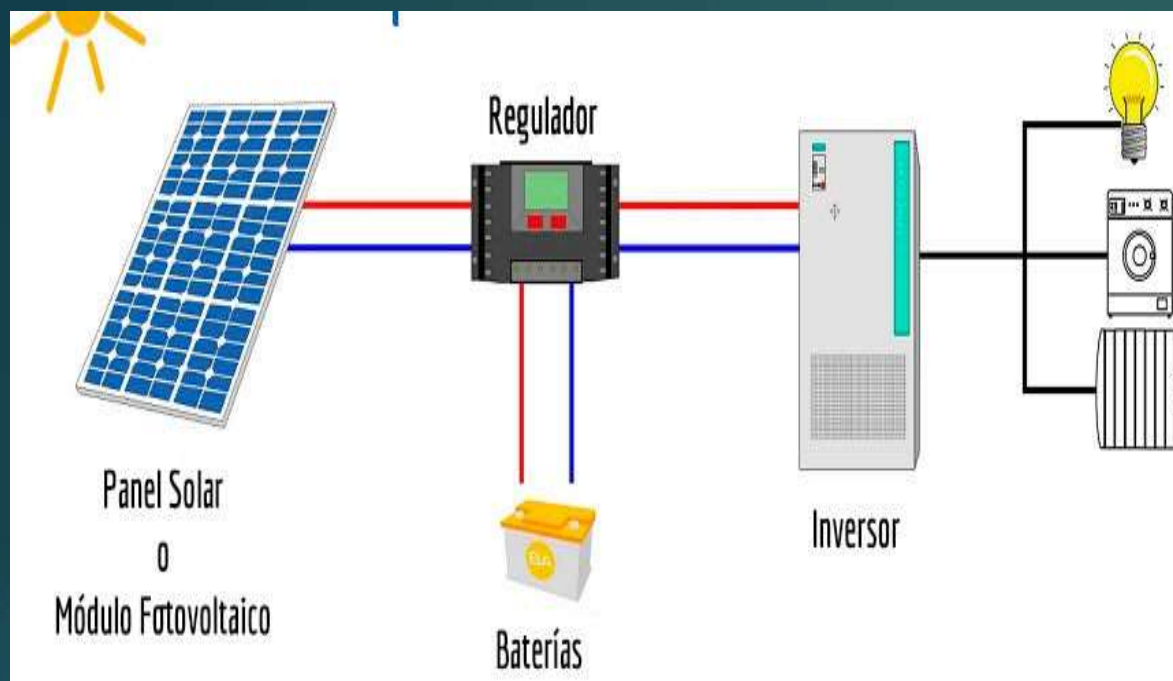 Regulador
Panel Solar
o
Módulo Fotovoltaico
Inversor
Baterías